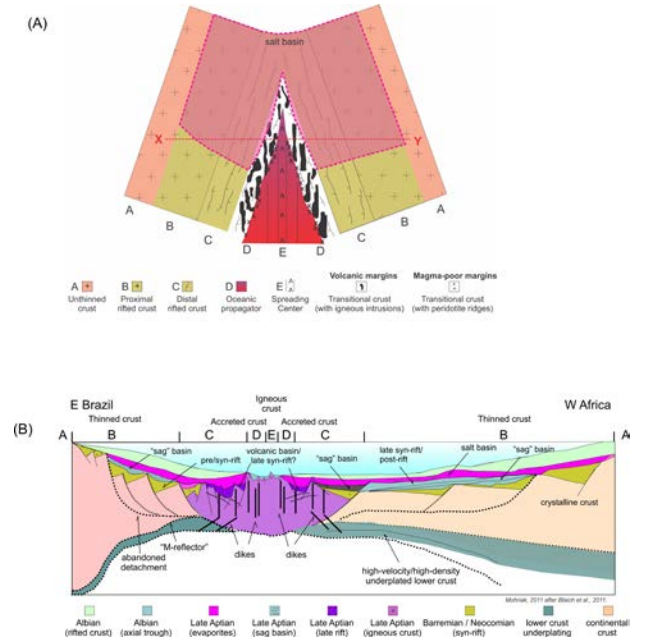 (A)
salt basin
X
Y
A
B
C
D
E
D
C
B
A
Volcanic margins
Magma-poor margins
A
B
C
D
E
Unthinned crust
Proximal rifted crust
Distal rifted crust
Oceanic propagator
Spreading Center
Transitional crust (with igneous intrusions)
Transitional crust (with peridotite ridges)
(B)
E Brazil
W Africa
Igneous crust
Thinned crust
Accreted crust
Accreted crust
Thinned crust
A
B
C
D
E
D
C
B
A
"sag" basin
pre/syn-rift
volcanic basin/
late syn-rift?
"sag" basin
late syn-rift/
post-rift
salt basin
"sag" basin
crystalline crust
abandoned
detachment
"M-reflector"
dikes
dikes
high-velocity/high-density
underplated lower crust
Mohriak, 2011 after Blaich et al., 2011.
Albian
(rifted crust)
Albian
(axial trough)
Late Aptian
(evaporites)
Late Aptian
(sag basin)
Late Aptian
(late rift)
Late Aptian
(igneous crust)
Barremian / Neocomian
(syn-rift)
lower crust
underplating
continental
crust